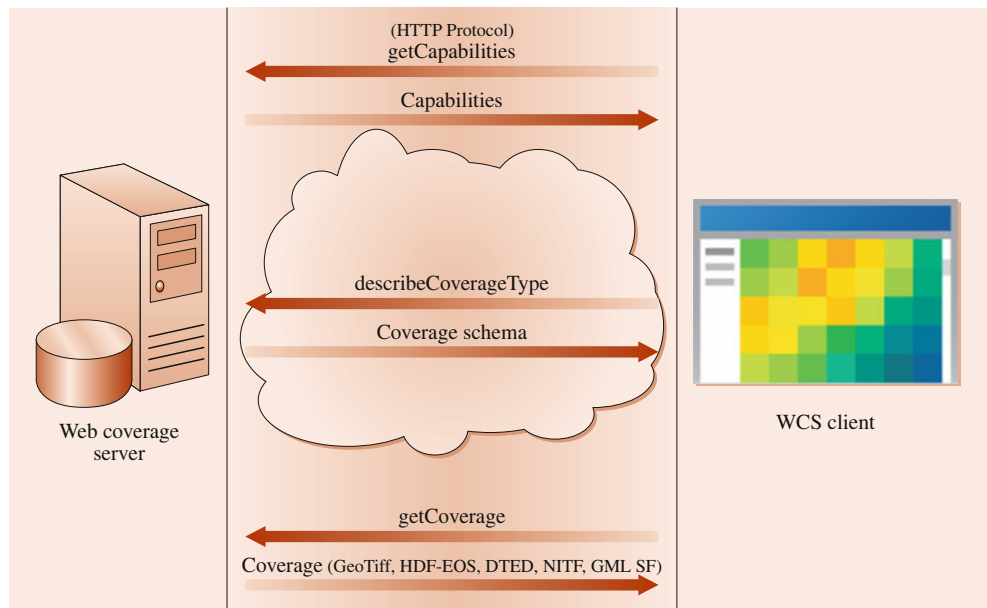 (HTTP Protocol)
getCapabilities
Capabilities
describeCoverageType
Coverage schema
Web coverage
server
WCS client
getCoverage
Coverage (GeoTiff, HDF-EOS, DTED, NITF, GML SF)